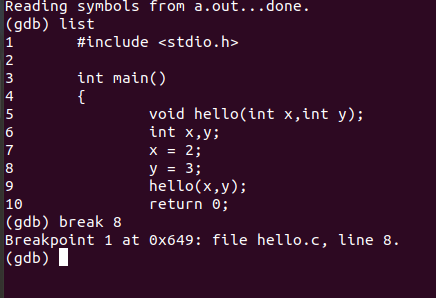 Reading symbols from a.out...done.
(gdb) list
1       #include <stdio.h>
2
3       int main()
4       {
5               void hello(int x,int y);
6               int x,y;
7               x = 2;
8               y = 3;
9               hello(x,y);
10              return 0;
(gdb) break 8
Breakpoint 1 at 0x649: file hello.c, line 8.
(gdb)